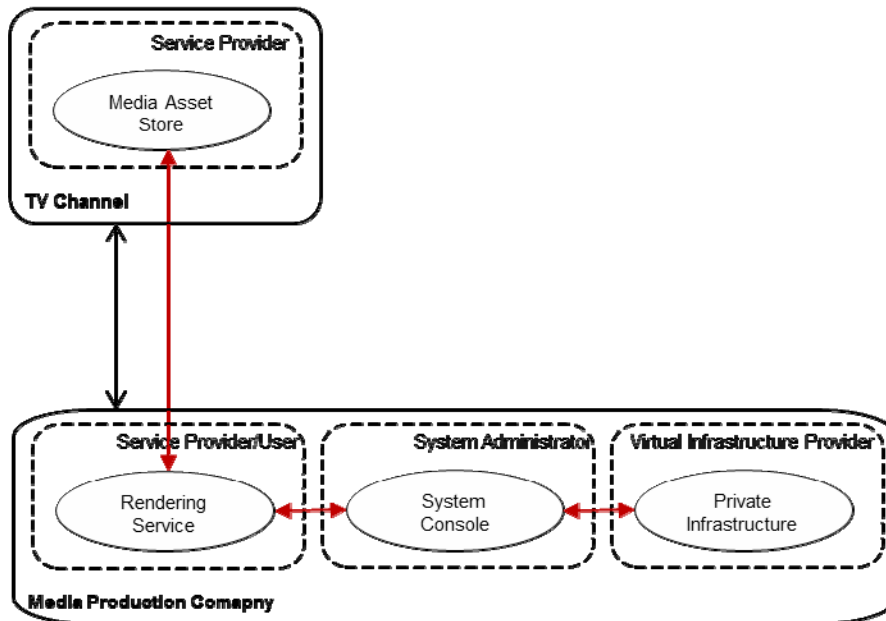 Service Provider
Media Asset
Store
TV Channel
Service Provider/User
System Administrator
Virtual Infrastructure Provider
Rendering
Service
System
Console
Private
Infrastructure
Media Production Comapny